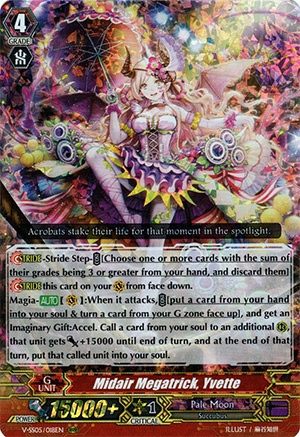 4
GRADE
Acrobats stake their life for that moment in the spotlight.
STRIDE-Stride Step-[Choose one or more cards with the sum of
their grades being 3 or greater from your hand, and discard them]
STRIDE this card on your from face down.
Magia-AUTO [ ]:When it attacks, [put a card from your hand
into your soul & turn a card from your G zone face up], and get an
Imaginary Gift:Accel. Call a card from your soul to an additional
that unit gets +15000 until end of turn, and at the end of that
turn, put that called unit into your soul.
G
UNIT
Midair Megatrick, Yvette
POWER 15000+
1
CRITICAL
Pale Moon
Succubus
V-SS05/018EN RRR
ILLUST / 麻谷知世